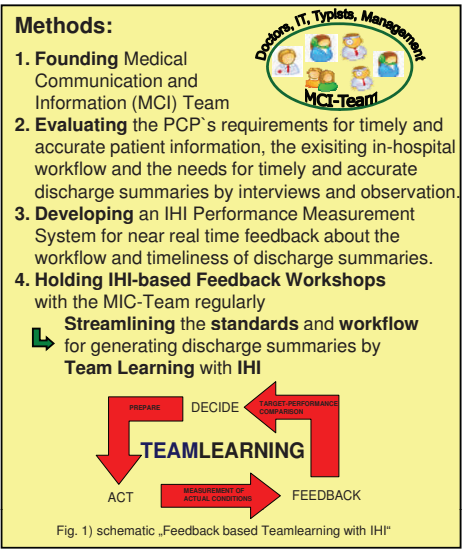 Methods:
Doctors, IT, Typists, Management
MCI-Team
1. Founding Medical
Communication and
Information (MCI) Team
2. Evaluating the PCP`s requirements for timely and
accurate patient information, the exisiting in-hospital
workflow and the needs for timely and accurate
discharge summaries by interviews and observation.
3. Developing an IHI Performance Measurement
System for near real time feedback about the
workflow and timeliness of discharge summaries.
4. Holding IHI-based Feedback Workshops
with the MIC-Team regularly
Streamlining the standards and workflow
for generating discharge summaries by
Team Learning with IHI
PREPARE
DECIDE
TARGET-PERFORMANCE
COMPARISON
TEAMLEARNING
ACT
MEASUREMENT OF
ACTUAL CONDITIONS
FEEDBACK
Fig. 1) schematic „Feedback based Teamlearning with IHI“